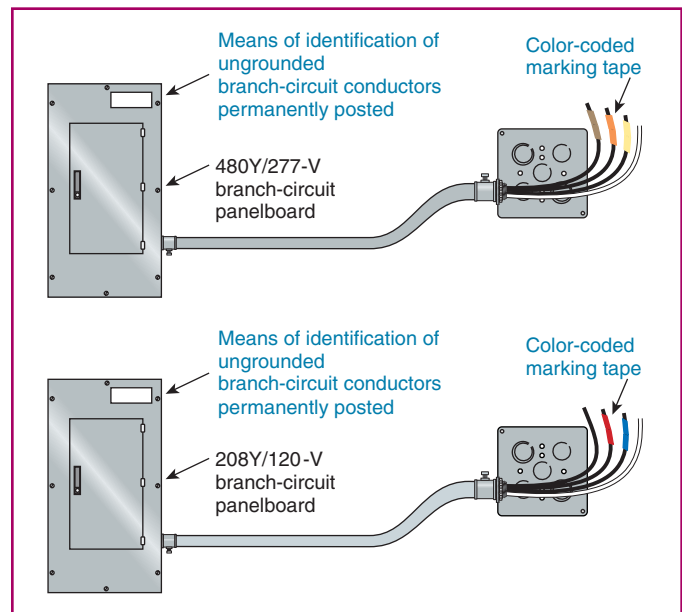 Means of identification of
ungrounded
branch-circuit conductors
permanently posted
Color-coded
marking tape
480Y/277-V
branch-circuit
panelboard
Means of identification of
ungrounded
branch-circuit conductors
permanently posted
Color-coded
marking tape
208Y/120-V
branch-circuit
panelboard